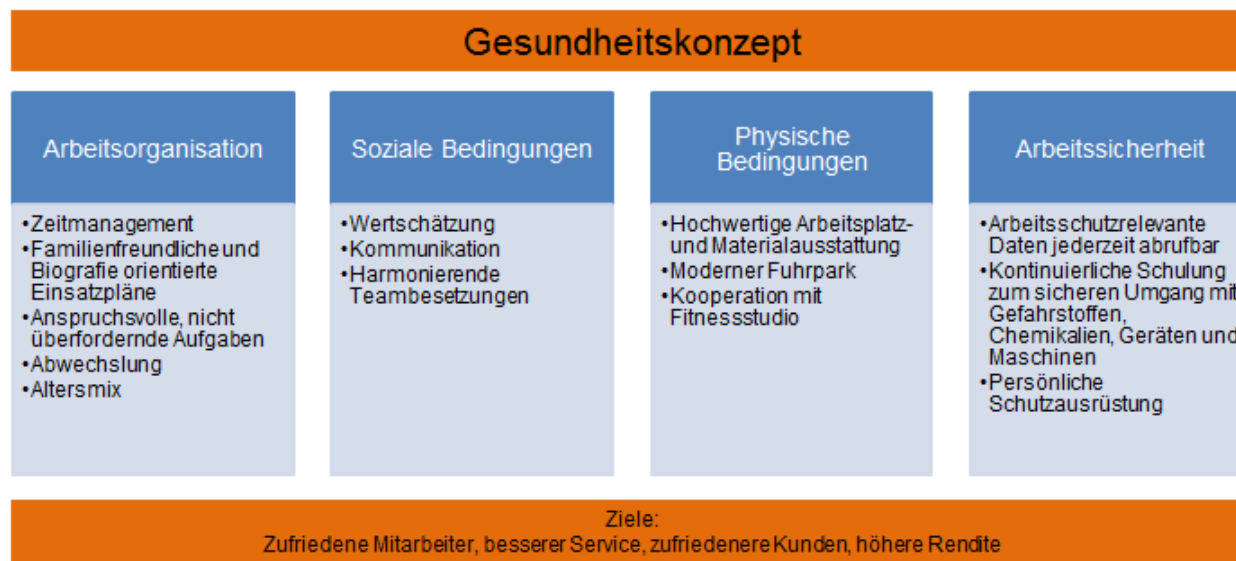 Gesundheitskonzept
Arbeitsorganisation
•Zeitmanagement
•Familienfreundliche und
Biografie orientierte
Einsatzpläne
•Anspruchsvolle, nicht
überfordernde Aufgaben
•Abwechslung
•Altersmix
Soziale Bedingungen
•Wertschätzung
•Kommunikation
•Harmonierende
Teambesetzungen
Physische
Bedingungen
•Hochwertige Arbeitsplatz-
und Materialausstattung
•Moderner Fuhrpark
•Kooperation mit
Fitnessstudio
Arbeitssicherheit
•Arbeitsschutzrelevante
Daten jederzeit abrufbar
•Kontinuierliche Schulung
zum sicheren Umgang mit
Gefahrstoffen,
Chemikalien, Geräten und
Maschinen
•Persönliche
Schutzausrüstung
Ziele:
Zufriedene Mitarbeiter, besserer Service, zufriedenere Kunden, höhere Rendite